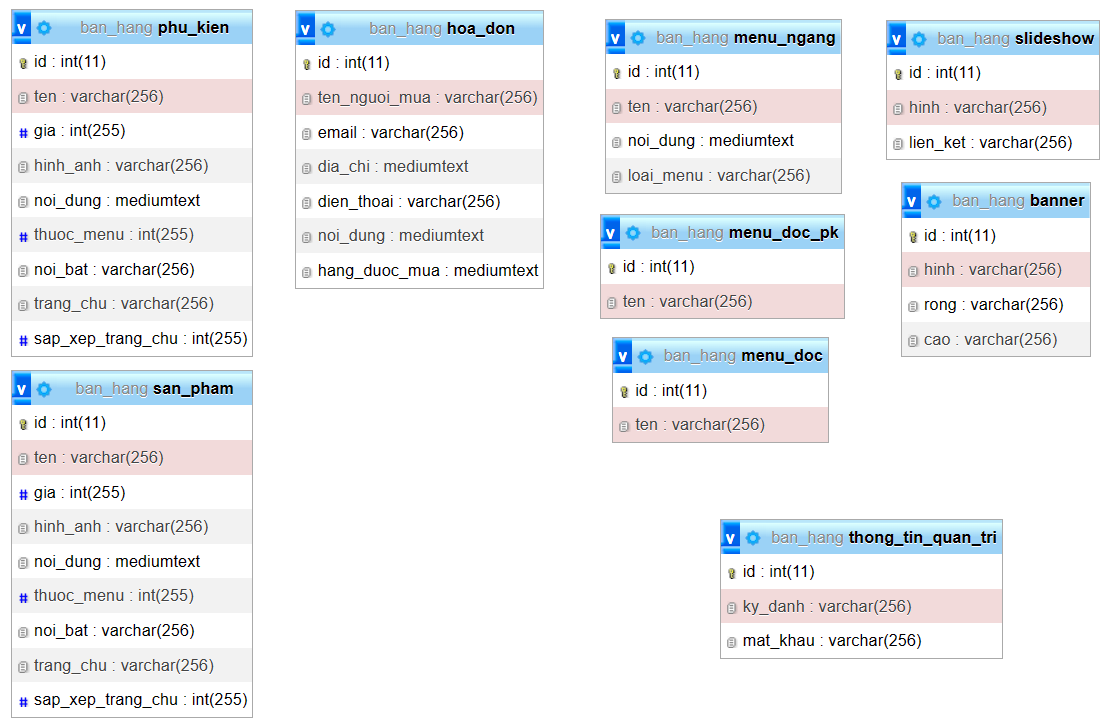 v ban_hang phu_kien
id : int(11)
ten : varchar(256)
# gia : int(255)
hinh_anh : varchar(256)
noi_dung : mediumtext
# thuoc_menu : int(255)
noi_bat : varchar(256)
trang_chu : varchar(256)
# sap_xep_trang_chu : int(255)
v ban_hang san_pham
id : int(11)
ten : varchar(256)
# gia : int(255)
hinh_anh : varchar(256)
noi_dung : mediumtext
# thuoc_menu : int(255)
noi_bat : varchar(256)
trang_chu : varchar(256)
# sap_xep_trang_chu : int(255)
v ban_hang hoa_don
id : int(11)
ten_nguoi_mua : varchar(256)
email : varchar(256)
dia_chi : mediumtext
dien_thoai : varchar(256)
noi_dung : mediumtext
hang_duoc_mua : mediumtext
v ban_hang menu_ngang
id : int(11)
ten : varchar(256)
noi_dung : mediumtext
loai_menu : varchar(256)
v ban_hang menu_doc_pk
id : int(11)
ten : varchar(256)
v ban_hang menu_doc
id : int(11)
ten : varchar(256)
v ban_hang slideshow
id : int(11)
hinh : varchar(256)
lien_ket : varchar(256)
v ban_hang banner
id : int(11)
hinh : varchar(256)
rong : varchar(256)
cao : varchar(256)
v ban_hang thong_tin_quan_tri
id : int(11)
ky_danh : varchar(256)
mat_khau : varchar(256)